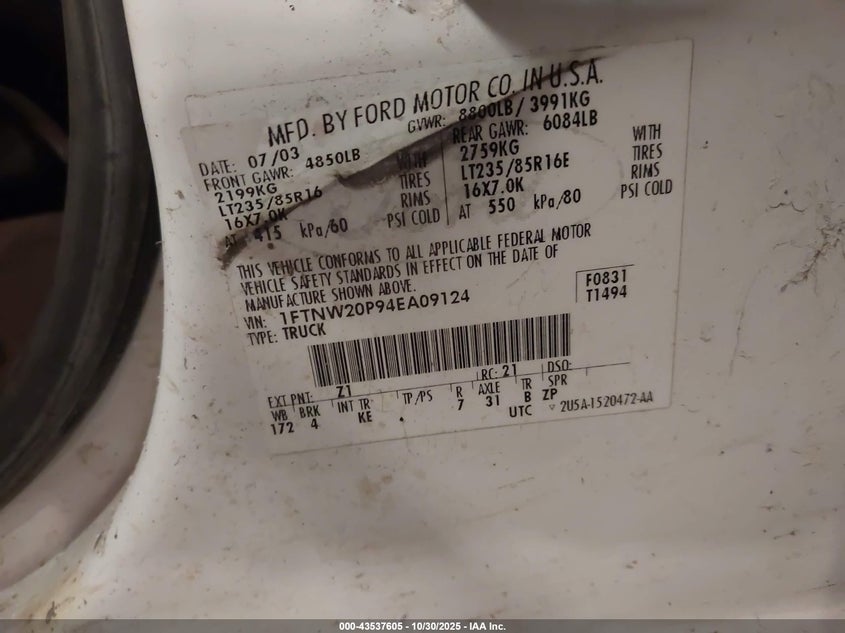 MFD. BY FORD MOTOR CO. IN U.S.A.
DATE: 07/03 GVWR: 8800LB/ 3991KG
FRONT GAWR: 4850LB REAR GAWR: 6084LB
2199KG WITH 2759KG WITH
LT235/85R16 TIRES LT235/85R16E TIRES
16X7.0K RIMS 16X7.0K RIMS
AT 415 kPa/60 PSI COLD AT 550 kPa/80 PSI COLD
THIS VEHICLE CONFORMS TO ALL APPLICABLE FEDERAL MOTOR
VEHICLE SAFETY STANDARDS IN EFFECT ON THE DATE OF
MANUFACTURE SHOWN ABOVE.
VIN: 1FTNW20P94EA09124 F0831
TYPE: TRUCK T1494
EXT PNT: Z1 RC: 21 DSO:
WB BRK INT TR TP/PS R AXLE TR SPR
172 4 KE 7 31 B ZP
UTC ▽ 2U5A-1520472-AA
000-43537605 - 10/30/2025 - IAA Inc.